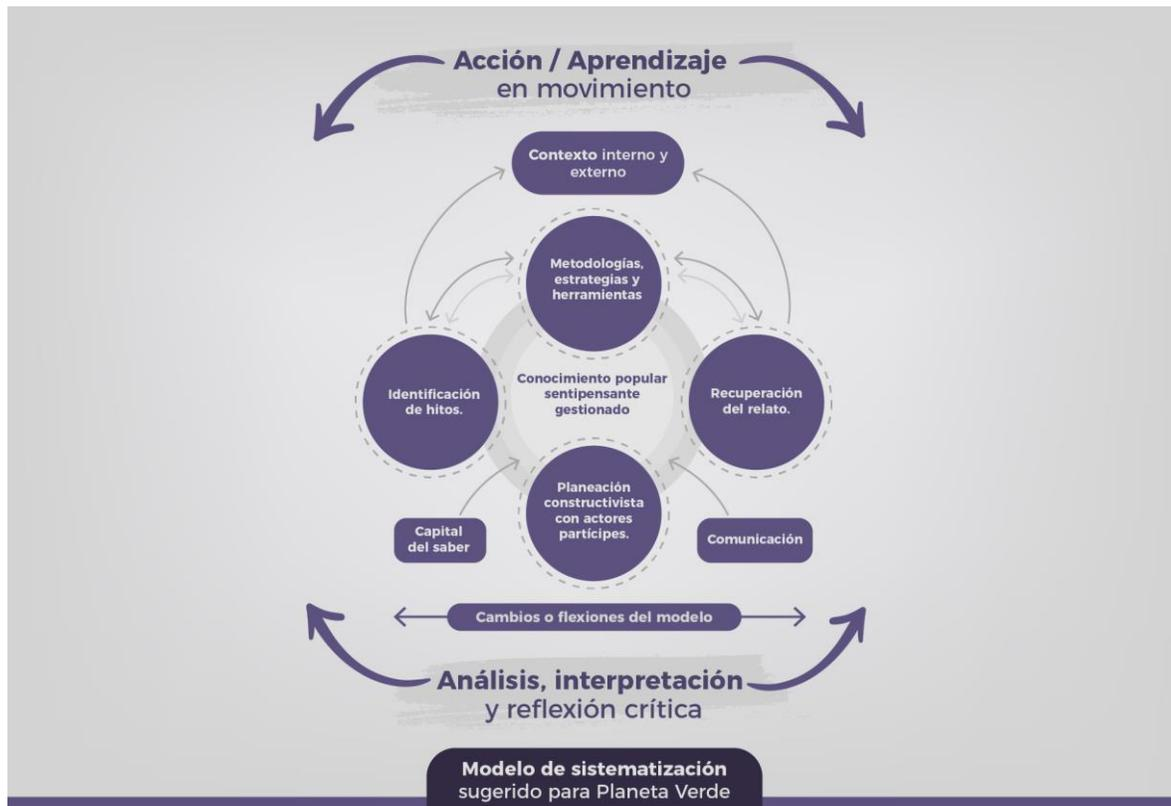 Acción / Aprendizaje
en movimiento
Contexto interno y
externo
Metodologías,
estrategias y
herramientas
Identificación
de hitos.
Conocimiento popular
sentipensante
gestionado
Recuperación
del relato.
Planeación
constructivista
con actores
partícipes.
Capital
del saber
Comunicación
Cambios o flexiones del modelo
Análisis, interpretación
y reflexión crítica
Modelo de sistematización
sugerido para Planeta Verde